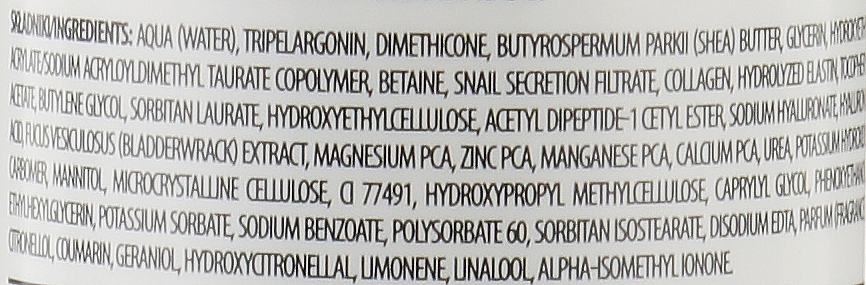 SKŁADNIKI/INGREDIENTS: AQUA (WATER), TRIPELARGONIN, DIMETHICONE, BUTYROSPERMUM PARKII (SHEA) BUTTER, GLYCERIN,
ACRYLATE/SODIUM ACRYLOYLDIMETHYL TAURATE COPOLYMER, BETAINE, SNAIL SECRETION FILTRATE, COLLAGEN, HYDROLYZED ELASTIN,
ACETATE, BUTYLENE GLYCOL, SORBITAN LAURATE, HYDROXYETHYLCELLULOSE, ACETYL DIPEPTIDE-1 CETYL ESTER, SODIUM HYALURONATE,
ACID, FUCUS VESICULOSUS (BLADDERWRACK) EXTRACT, MAGNESIUM PCA, ZINC PCA, MANGANESE PCA, CALCIUM PCA, UREA, POTASSIUM
CARBOMER, MANNITOL, MICROCRYSTALLINE CELLULOSE, CI 77491, HYDROXYPROPYL METHYLCELLULOSE, CAPRYLYL GLYCOL,
ETHYLHEXYLGLYCERIN, POTASSIUM SORBATE, SODIUM BENZOATE, POLYSORBATE 60, SORBITAN ISOSTEARATE, DISODIUM EDTA, PARFUM
CITRONELLOL, COUMARIN, GERANIOL, HYDROXYCITRONELLAL, LIMONENE, LINALOOL, ALPHA-ISOMETHYL IONONE